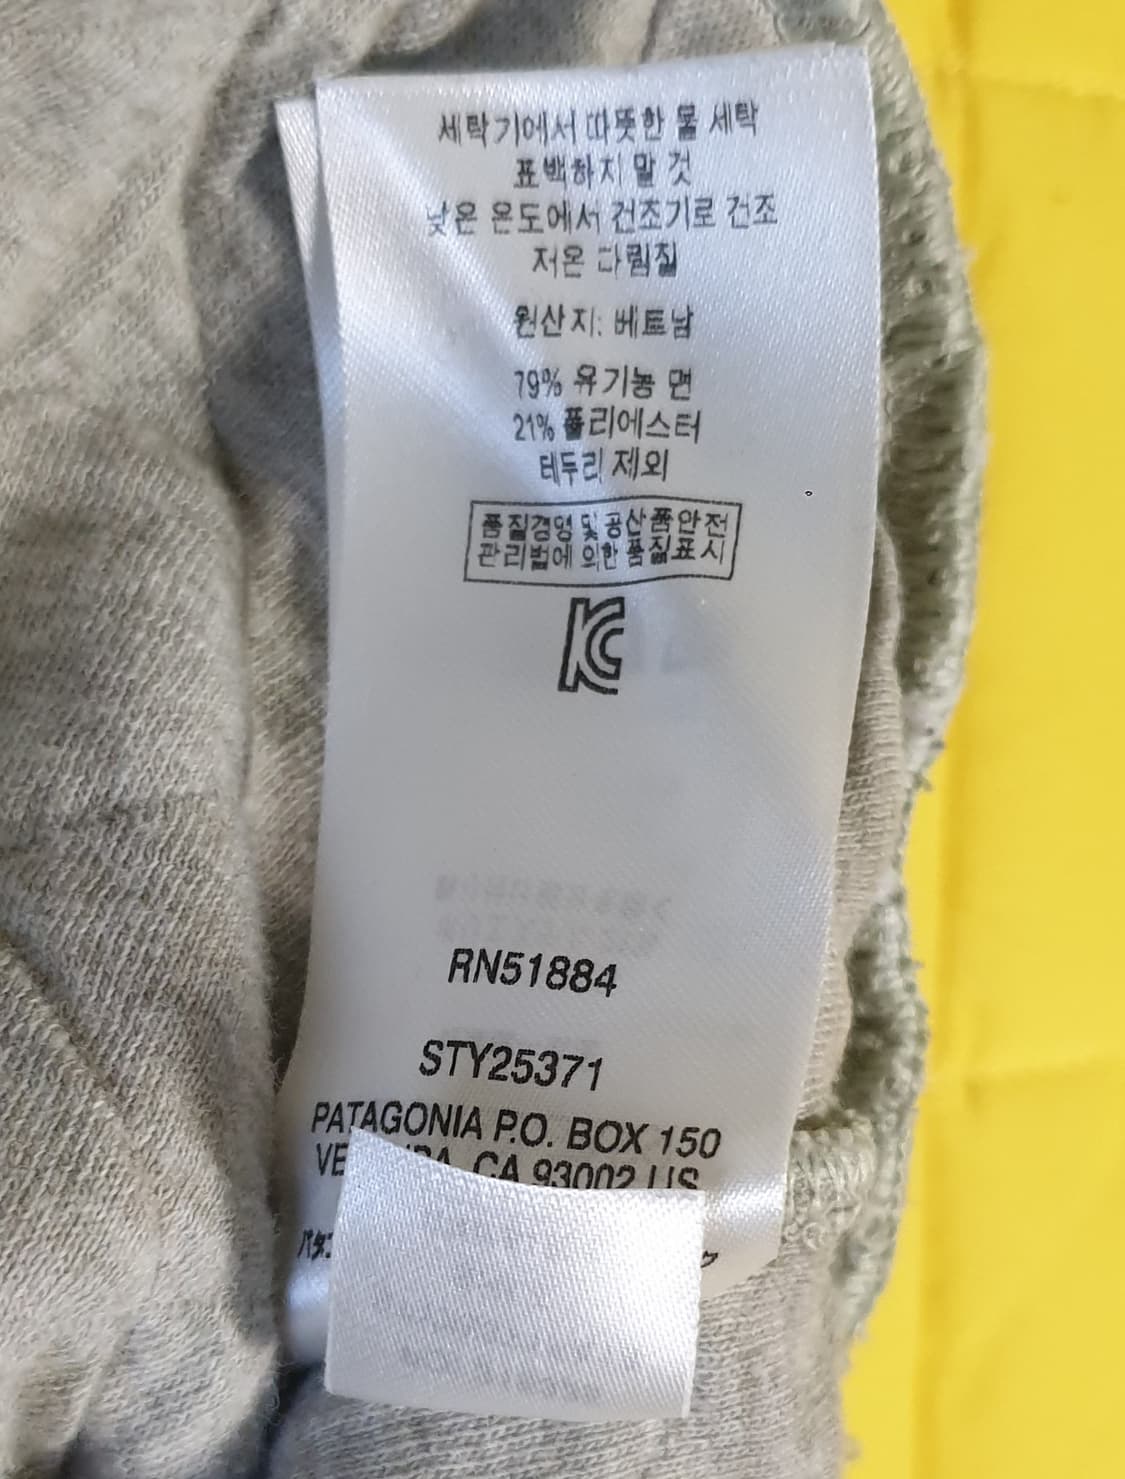 세탁기에서 따뜻한 물 세탁
표백하지 말 것
낮은 온도에서 건조기로 건조
저온 다림질
원산지: 베트남
79% 유기농 면
21% 폴리에스터
테두리 제외
품질경영 및 공산품안전
관리법에 의한 품질표시
KC
RN51884
STY25371
PATAGONIA P.O. BOX 150
CA 93002 US